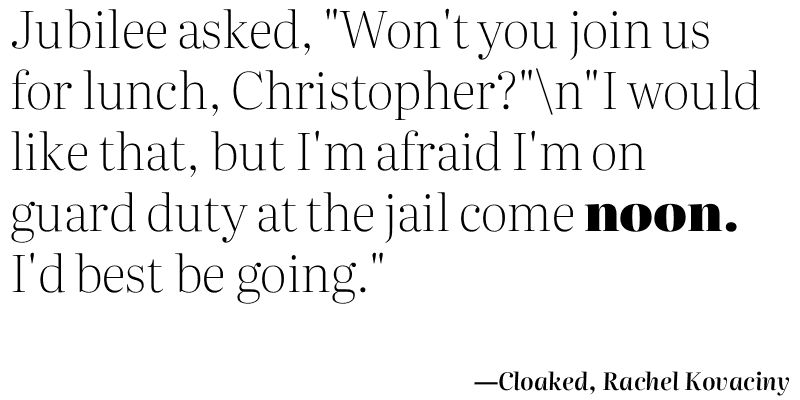 Jubilee asked, "Won't you join us
for lunch, Christopher?"\n"I would
like that, but I'm afraid I'm on
guard duty at the jail come noon.
I'd best be going."
—Cloaked, Rachel Kovaciny